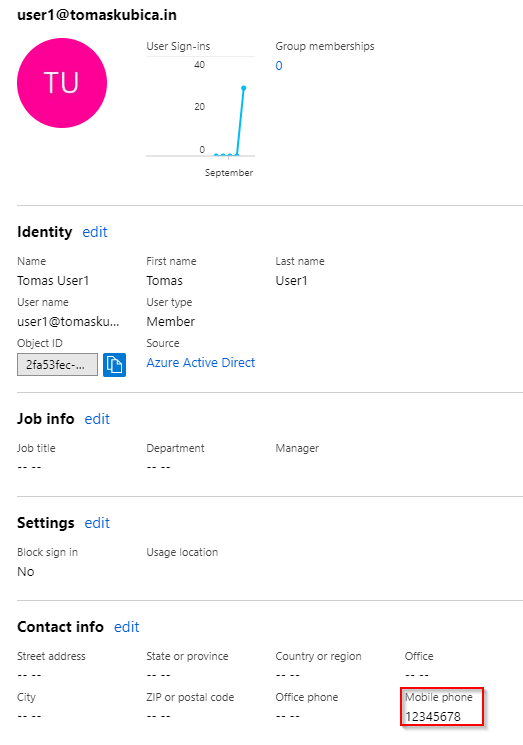 user1@tomaskubica.in
TU
User Sign-ins
40
20
0
September
Group memberships
0
Identity edit
Name First name Last name
Tomas User1 Tomas User1
User name User type
user1@tomasku... Member
Object ID Source
2fa53fec-... Azure Active Direct
Job info edit
Job title Department Manager
-- -- -- --
Settings edit
Block sign in Usage location
No
Contact info edit
Street address State or province Country or region Office
-- -- -- -- -- -- -- --
City ZIP or postal code Office phone Mobile phone
-- -- -- -- -- -- 12345678